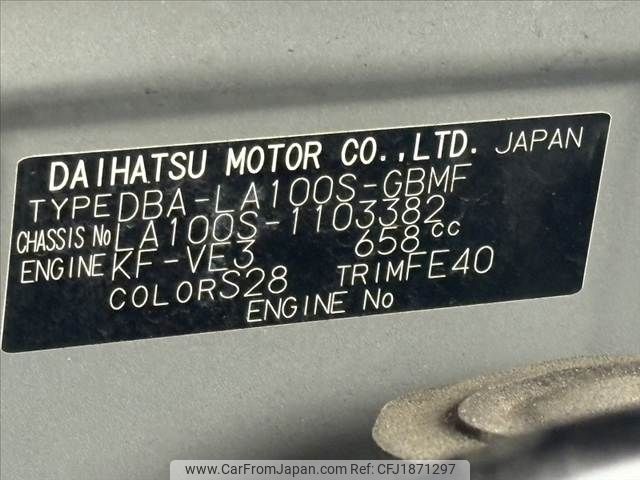 DAIHATSU MOTOR CO.,LTD. JAPAN
TYPE DBA-LA100S-GBMF
CHASSIS No LA100S-1103382
ENGINE KF-VE3 658cc
COLOR S28 TRIM FE40
ENGINE No
www.CarFromJapan.com CFJ1871297